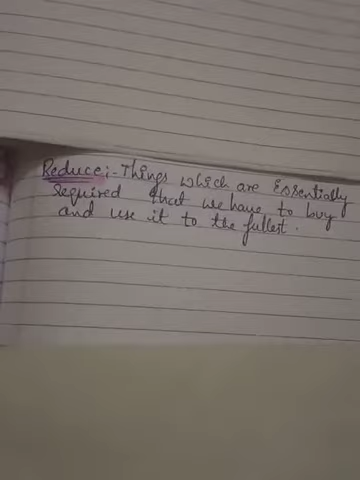 Reduce:- Things which are Essentially
required that we have to buy
and use it to the fullest.